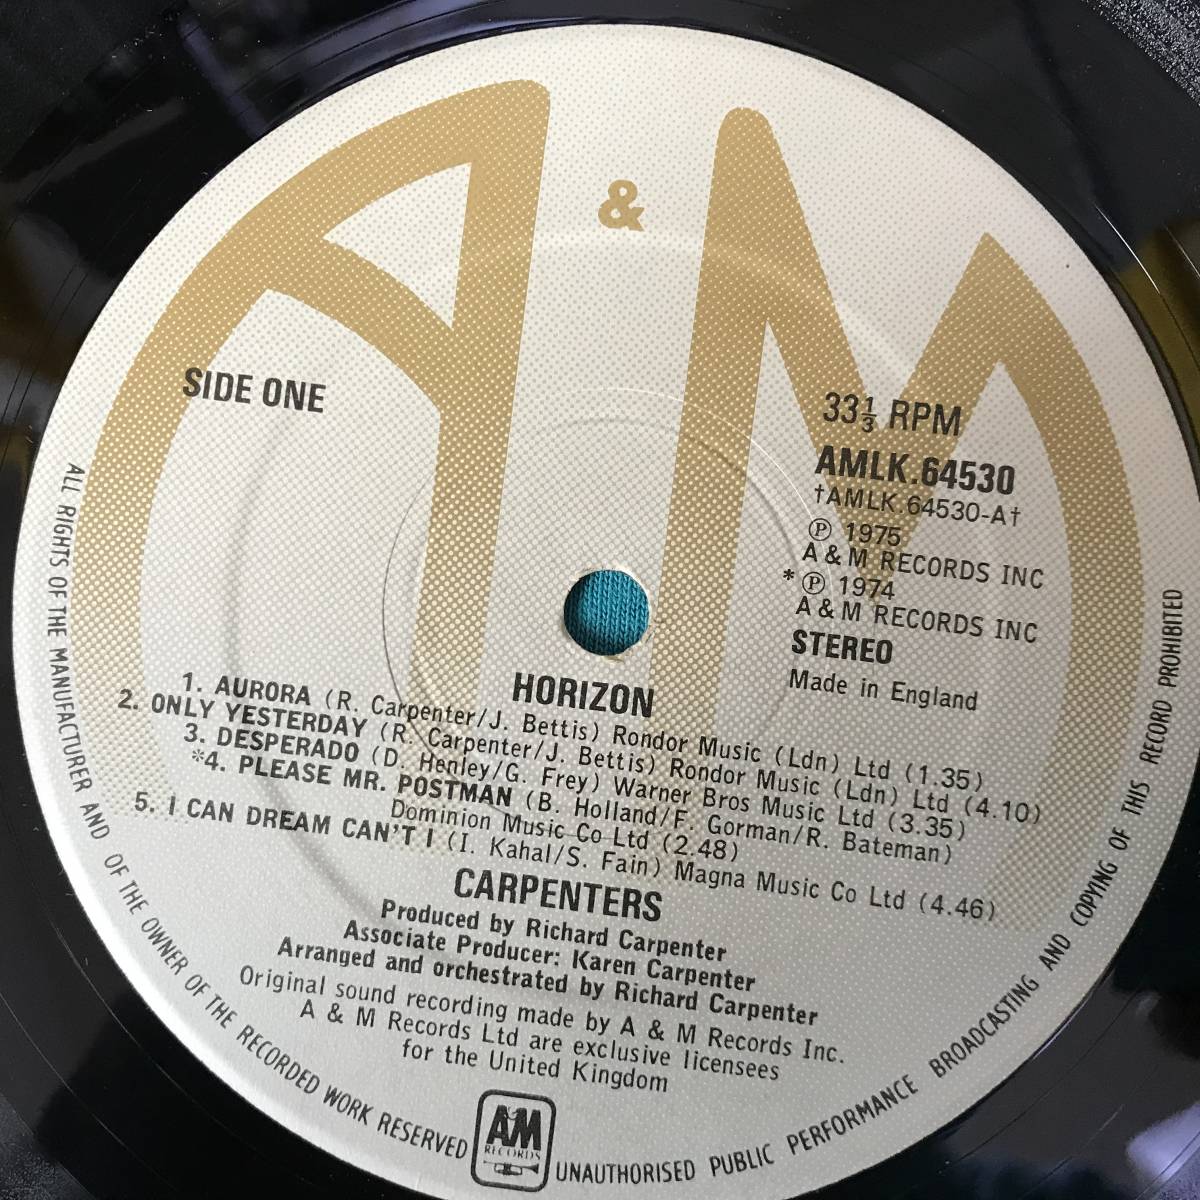 A & M
SIDE ONE
33⅓ RPM
AMLK.64530
†AMLK.64530-A†
Ⓟ 1975
A & M RECORDS INC
*Ⓟ 1974
A & M RECORDS INC
STEREO
Made in England
HORIZON
1. AURORA (R. Carpenter/J. Bettis) Rondor Music (Ldn) Ltd (1.35)
2. ONLY YESTERDAY (R. Carpenter/J. Bettis) Rondor Music (Ldn) Ltd (4.10)
3. DESPERADO (D. Henley/G. Frey) Warner Bros Music Ltd (3.35)
*4. PLEASE MR. POSTMAN (B. Holland/F. Gorman/R. Bateman)
Dominion Music Co Ltd (2.48)
5. I CAN DREAM CAN'T I (I. Kahal/S. Fain) Magna Music Co Ltd (4.46)
CARPENTERS
Produced by Richard Carpenter
Associate Producer: Karen Carpenter
Arranged and orchestrated by Richard Carpenter
Original sound recording made by A & M Records Inc.
A & M Records Ltd are exclusive licensees
for the United Kingdom
ALL RIGHTS OF THE MANUFACTURER AND OF THE OWNER OF THE RECORDED WORK RESERVED
AM
RECORDS
UNAUTHORISED PUBLIC PERFORMANCE BROADCASTING AND COPYING OF THIS RECORD PROHIBITED